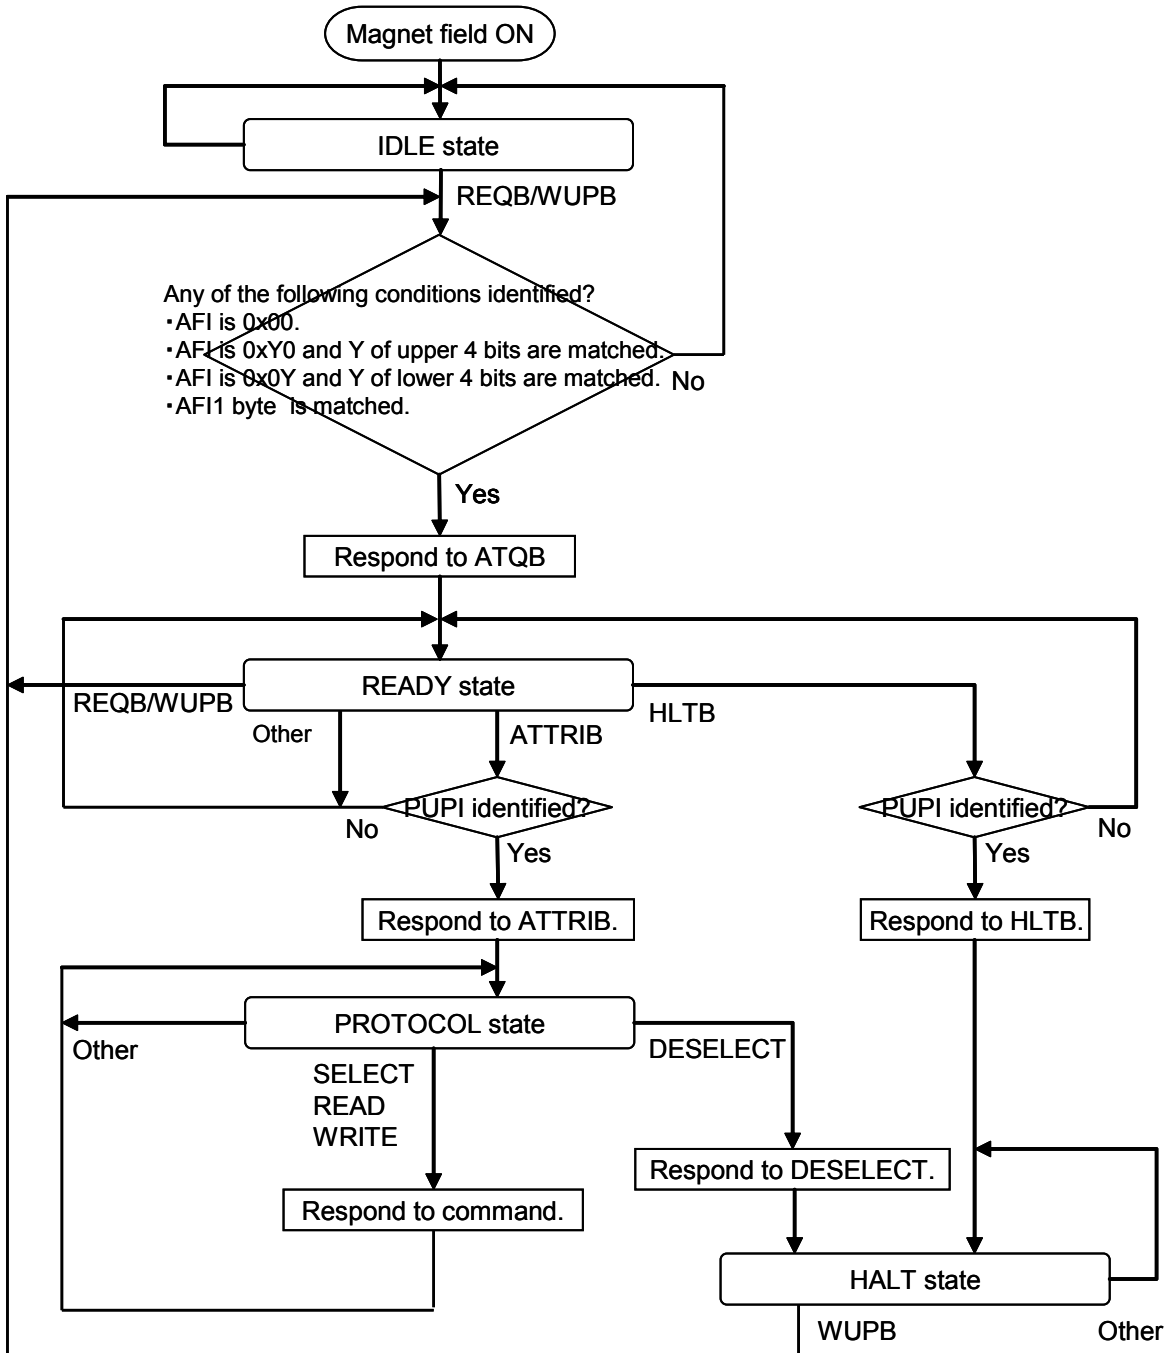 Magnet field ON
IDLE state
REQB/WUPB
Any of the following conditions identified?
・AFI is 0x00.
・AFI is 0xY0 and Y of upper 4 bits are matched.
・AFI is 0x0Y and Y of lower 4 bits are matched.
・AFI1 byte  is matched.
No
Yes
Respond to ATQB
READY state
REQB/WUPB
Other
ATTRIB
HLTB
PUPI identified?
No
Yes
PUPI identified?
No
Yes
Respond to ATTRIB.
Respond to HLTB.
PROTOCOL state
Other
SELECT
READ
WRITE
DESELECT
Respond to DESELECT.
Respond to command.
HALT state
WUPB
Other